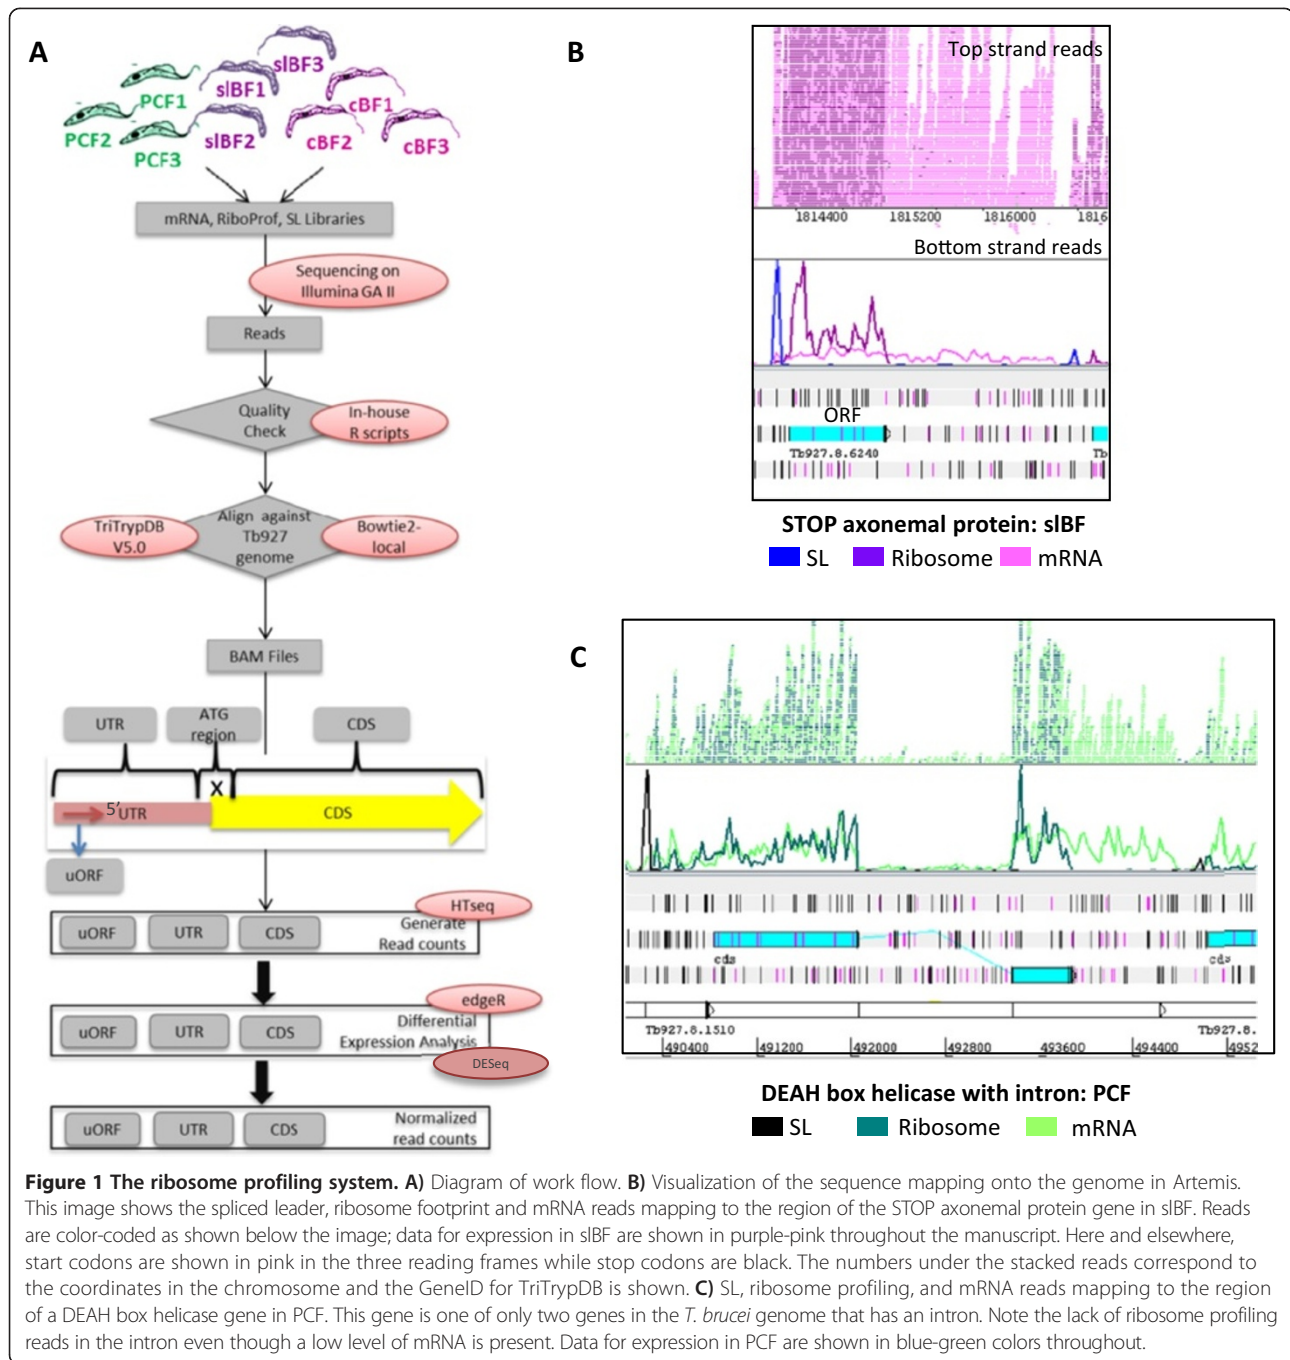 A
slBF3
PCF1
slBF1
cBF1
PCF2
PCF3
slBF2
cBF2
cBF3
mRNA, RiboProf, SL Libraries
Sequencing on
Illumina GA II
Reads
Quality
Check
In-house
R scripts
TriTrypDB
V5.0
Align against
Tb927
genome
Bowtie2-
local
BAM Files
UTR
ATG
region
CDS
X
5'UTR
CDS
uORF
HTseq
uORF
UTR
CDS
Generate
Read counts
edgeR
uORF
UTR
CDS
Differential
Expression Analysis
DESeq
uORF
UTR
CDS
Normalized
read counts
B
Top strand reads
1814400 1815200 1816000 1816
Bottom strand reads
ORF
Tb927.8.6240
Tb
STOP axonemal protein: slBF
SL Ribosome mRNA
C
cds
cds
Tb927.8.1510
Tb927.8.
490400 491200 492000 492800 493600 494400 4952
DEAH box helicase with intron: PCF
SL Ribosome mRNA
Figure 1 The ribosome profiling system. A) Diagram of work flow. B) Visualization of the sequence mapping onto the genome in Artemis.
This image shows the spliced leader, ribosome footprint and mRNA reads mapping to the region of the STOP axonemal protein gene in slBF. Reads
are color-coded as shown below the image; data for expression in slBF are shown in purple-pink throughout the manuscript. Here and elsewhere,
start codons are shown in pink in the three reading frames while stop codons are black. The numbers under the stacked reads correspond to
the coordinates in the chromosome and the GeneID for TriTrypDB is shown. C) SL, ribosome profiling, and mRNA reads mapping to the region
of a DEAH box helicase gene in PCF. This gene is one of only two genes in the T. brucei genome that has an intron. Note the lack of ribosome profiling
reads in the intron even though a low level of mRNA is present. Data for expression in PCF are shown in blue-green colors throughout.